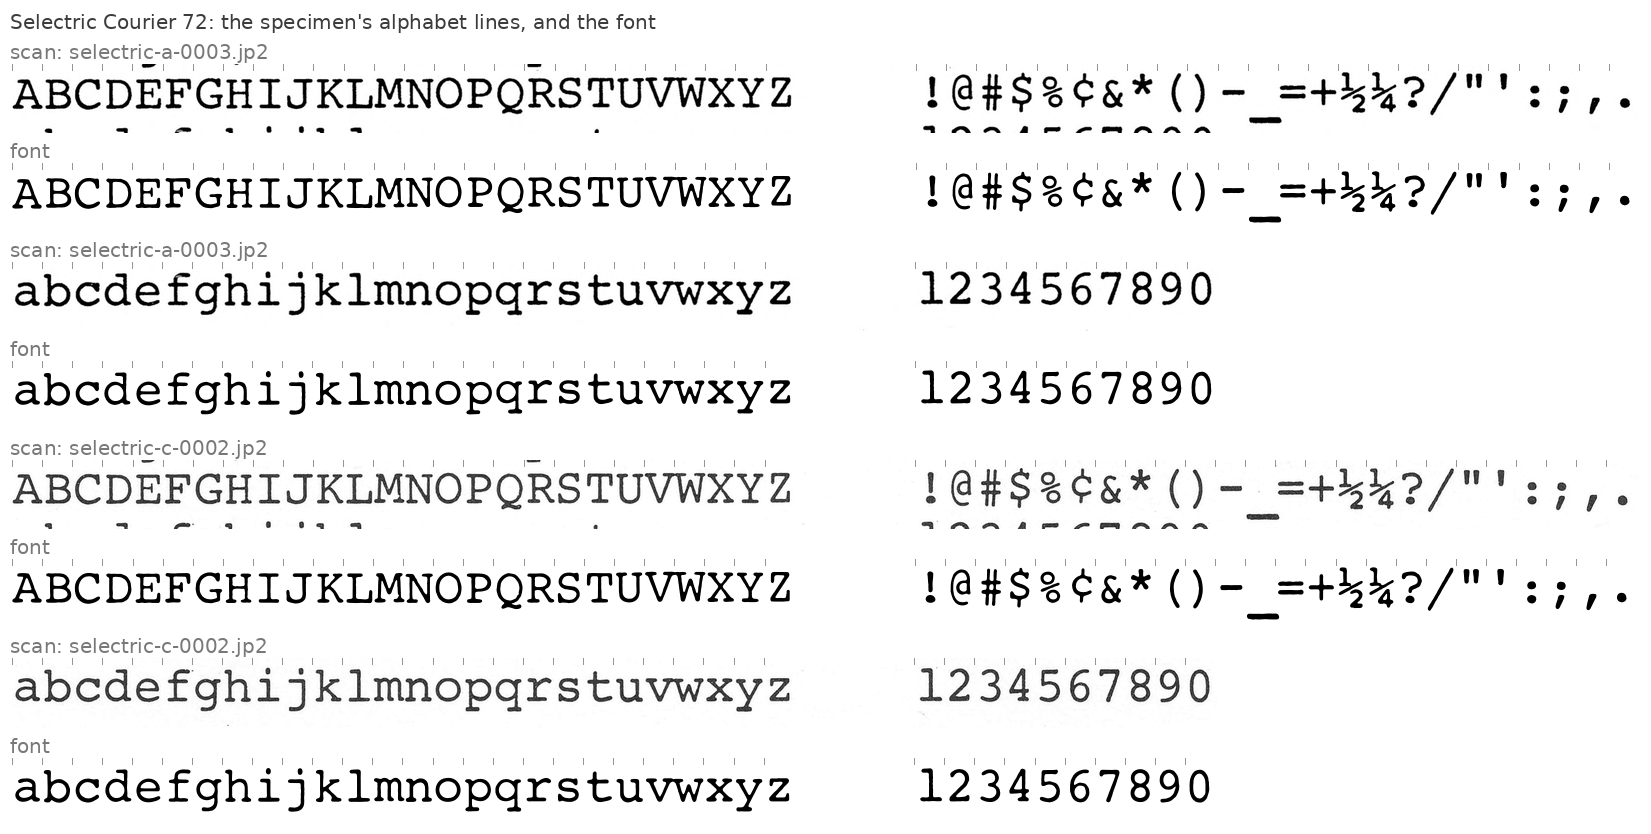 Selectric Courier 72: the specimen's alphabet lines, and the font
scan: selectric-a-0003.jp2
ABCDEFGHIJKLMNOPQRSTUVWXYZ !@#$%¢&*()-_=+½¼?/"':;,.
font
ABCDEFGHIJKLMNOPQRSTUVWXYZ !@#$%¢&*()-_=+½¼?/"':;,.
scan: selectric-a-0003.jp2
abcdefghijklmnopqrstuvwxyz 1234567890
font
abcdefghijklmnopqrstuvwxyz 1234567890
scan: selectric-c-0002.jp2
ABCDEFGHIJKLMNOPQRSTUVWXYZ !@#$%¢&*()-_=+½¼?/"':;,.
font
ABCDEFGHIJKLMNOPQRSTUVWXYZ !@#$%¢&*()-_=+½¼?/"':;,.
scan: selectric-c-0002.jp2
abcdefghijklmnopqrstuvwxyz 1234567890
font
abcdefghijklmnopqrstuvwxyz 1234567890